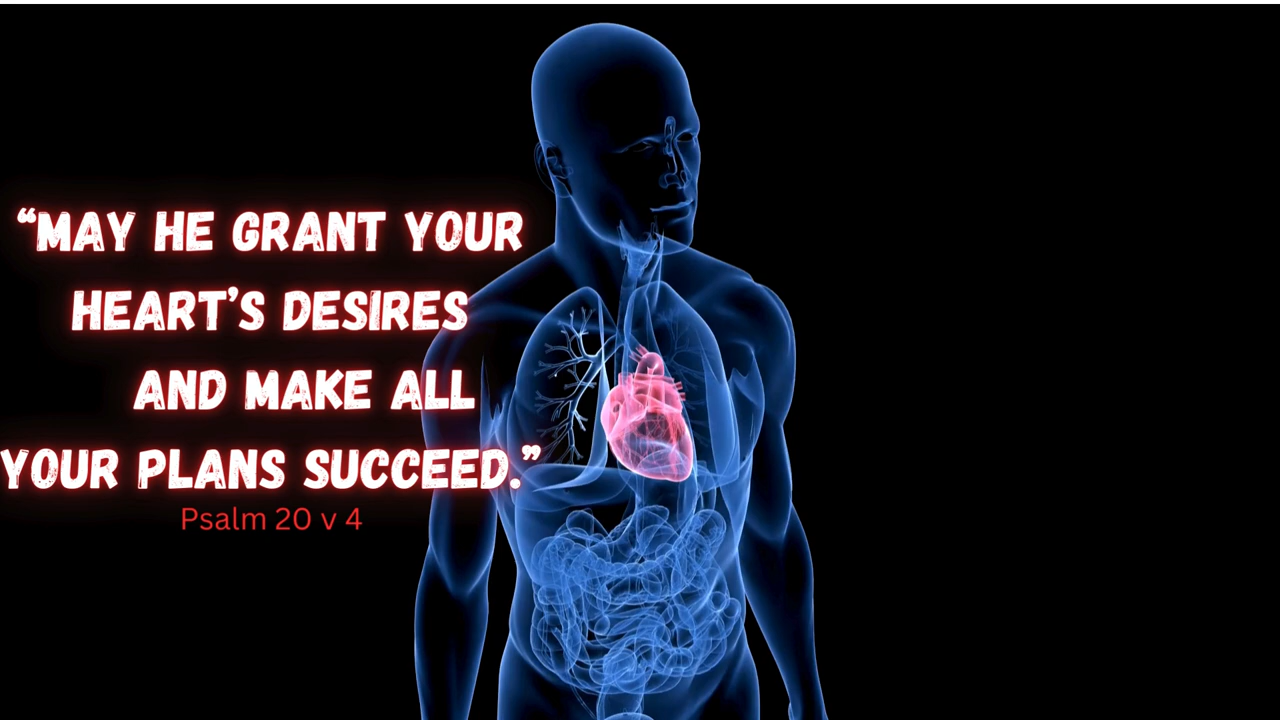 “MAY HE GRANT YOUR
HEART’S DESIRES
AND MAKE ALL
YOUR PLANS SUCCEED.”
Psalm 20 v 4